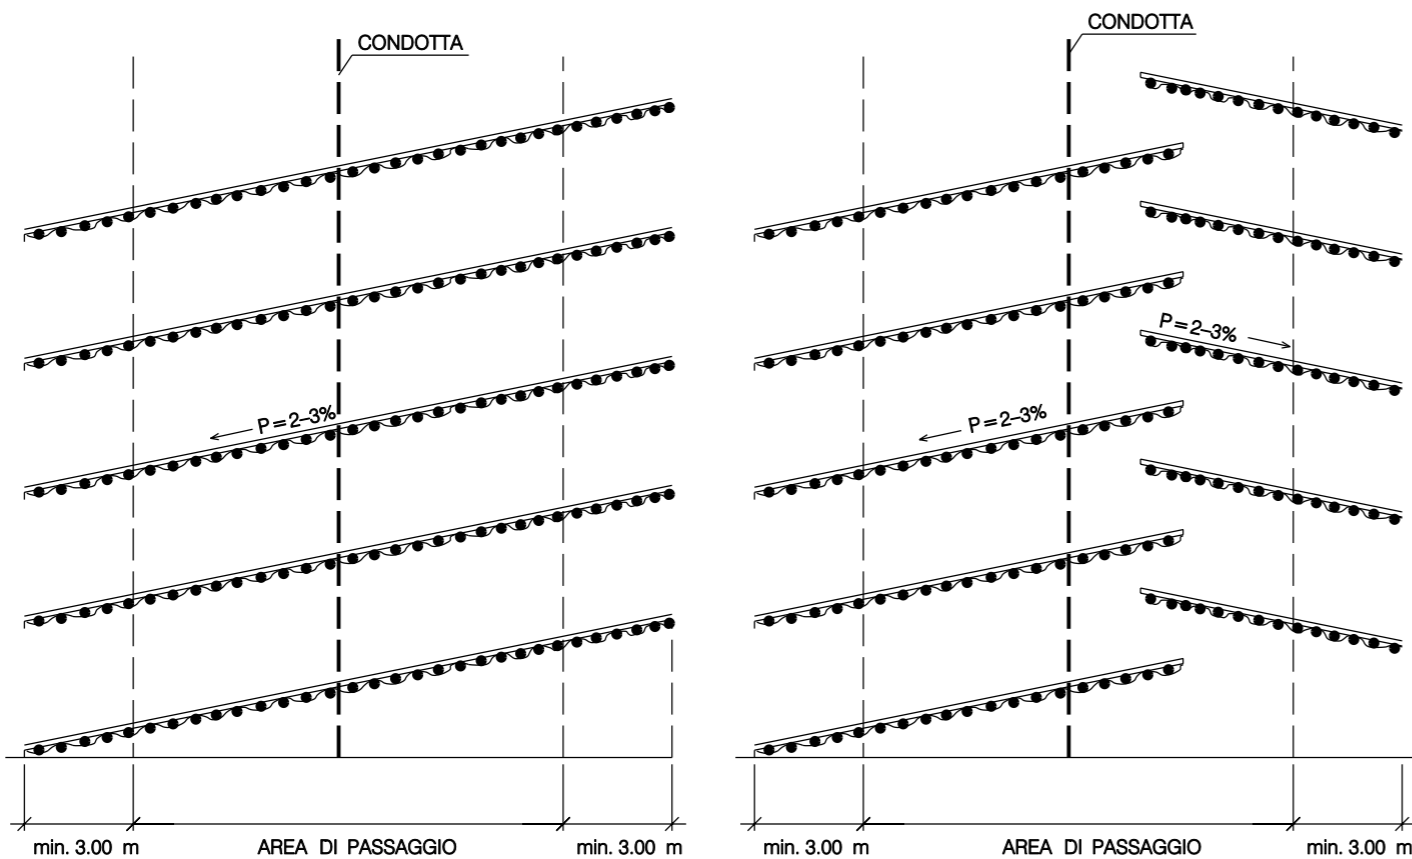 CONDOTTA
P=2-3%
min. 3.00 m
AREA DI PASSAGGIO
min. 3.00 m
CONDOTTA
P=2-3%
P=2-3%
min. 3.00 m
AREA DI PASSAGGIO
min. 3.00 m